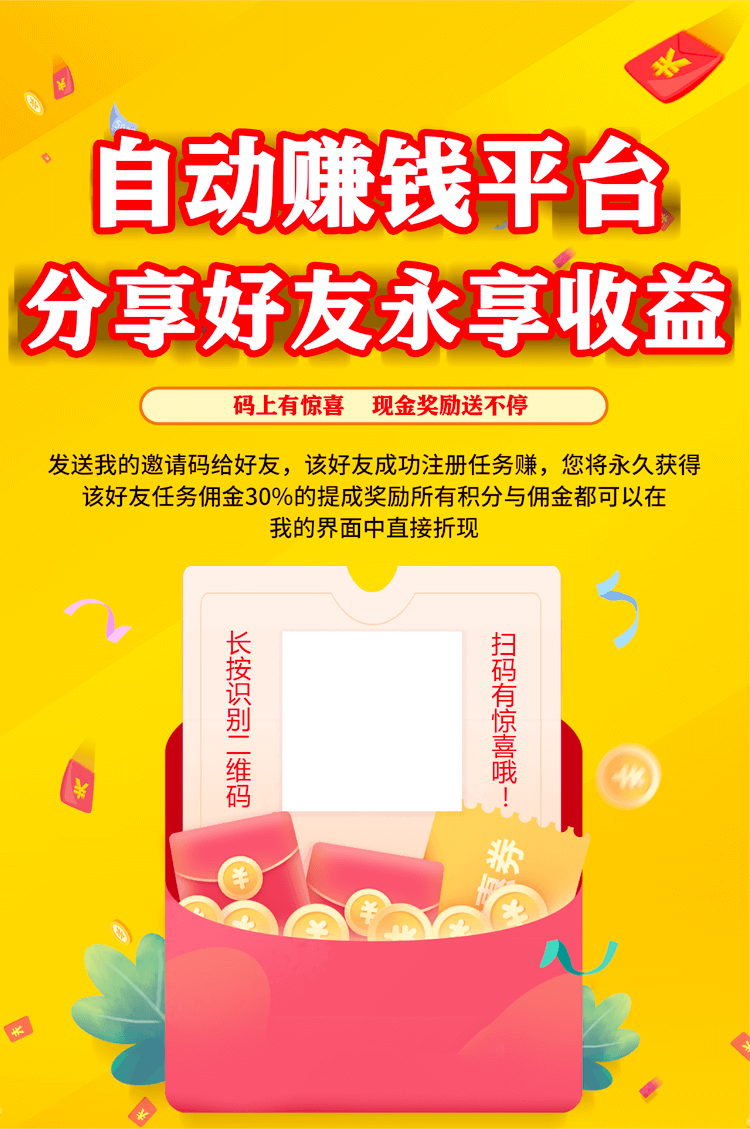 自动赚钱平台
分享好友永享收益
码上有惊喜 现金奖励送不停
发送我的邀请码给好友，该好友成功注册任务赚，您将永久获得
该好友任务佣金30%的提成奖励所有积分与佣金都可以在
我的界面中直接折现
长按识别二维码
扫码有惊喜哦！
券